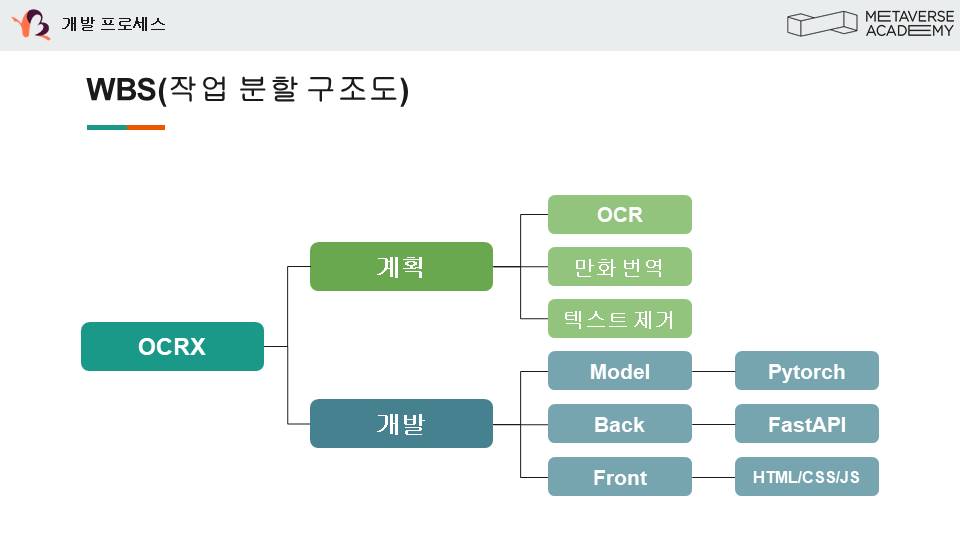 개발 프로세스
METAVERSE
ACADEMY
WBS(작업 분할 구조도)
OCRX
계획
OCR
만화 번역
텍스트 제거
개발
Model
Pytorch
Back
FastAPI
Front
HTML/CSS/JS